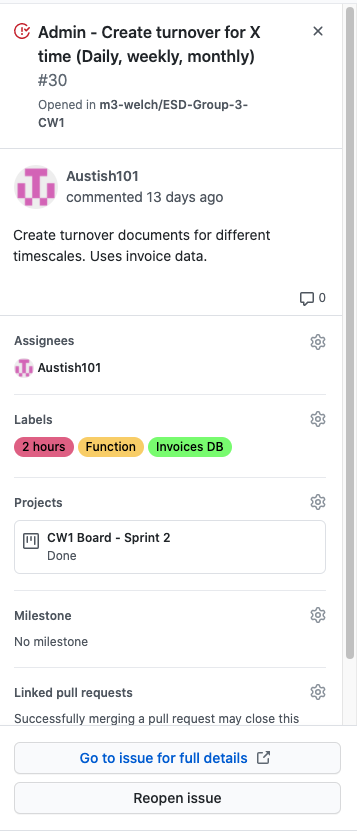 Admin - Create turnover for X
time (Daily, weekly, monthly)
#30
Opened in m3-welch/ESD-Group-3-
CW1
Austish101
commented 13 days ago
Create turnover documents for different
timescales. Uses invoice data.
0
Assignees
Austish101
Labels
2 hours Function Invoices DB
Projects
CW1 Board - Sprint 2
Done
Milestone
No milestone
Linked pull requests
Successfully merging a pull request may close this
Go to issue for full details
Reopen issue